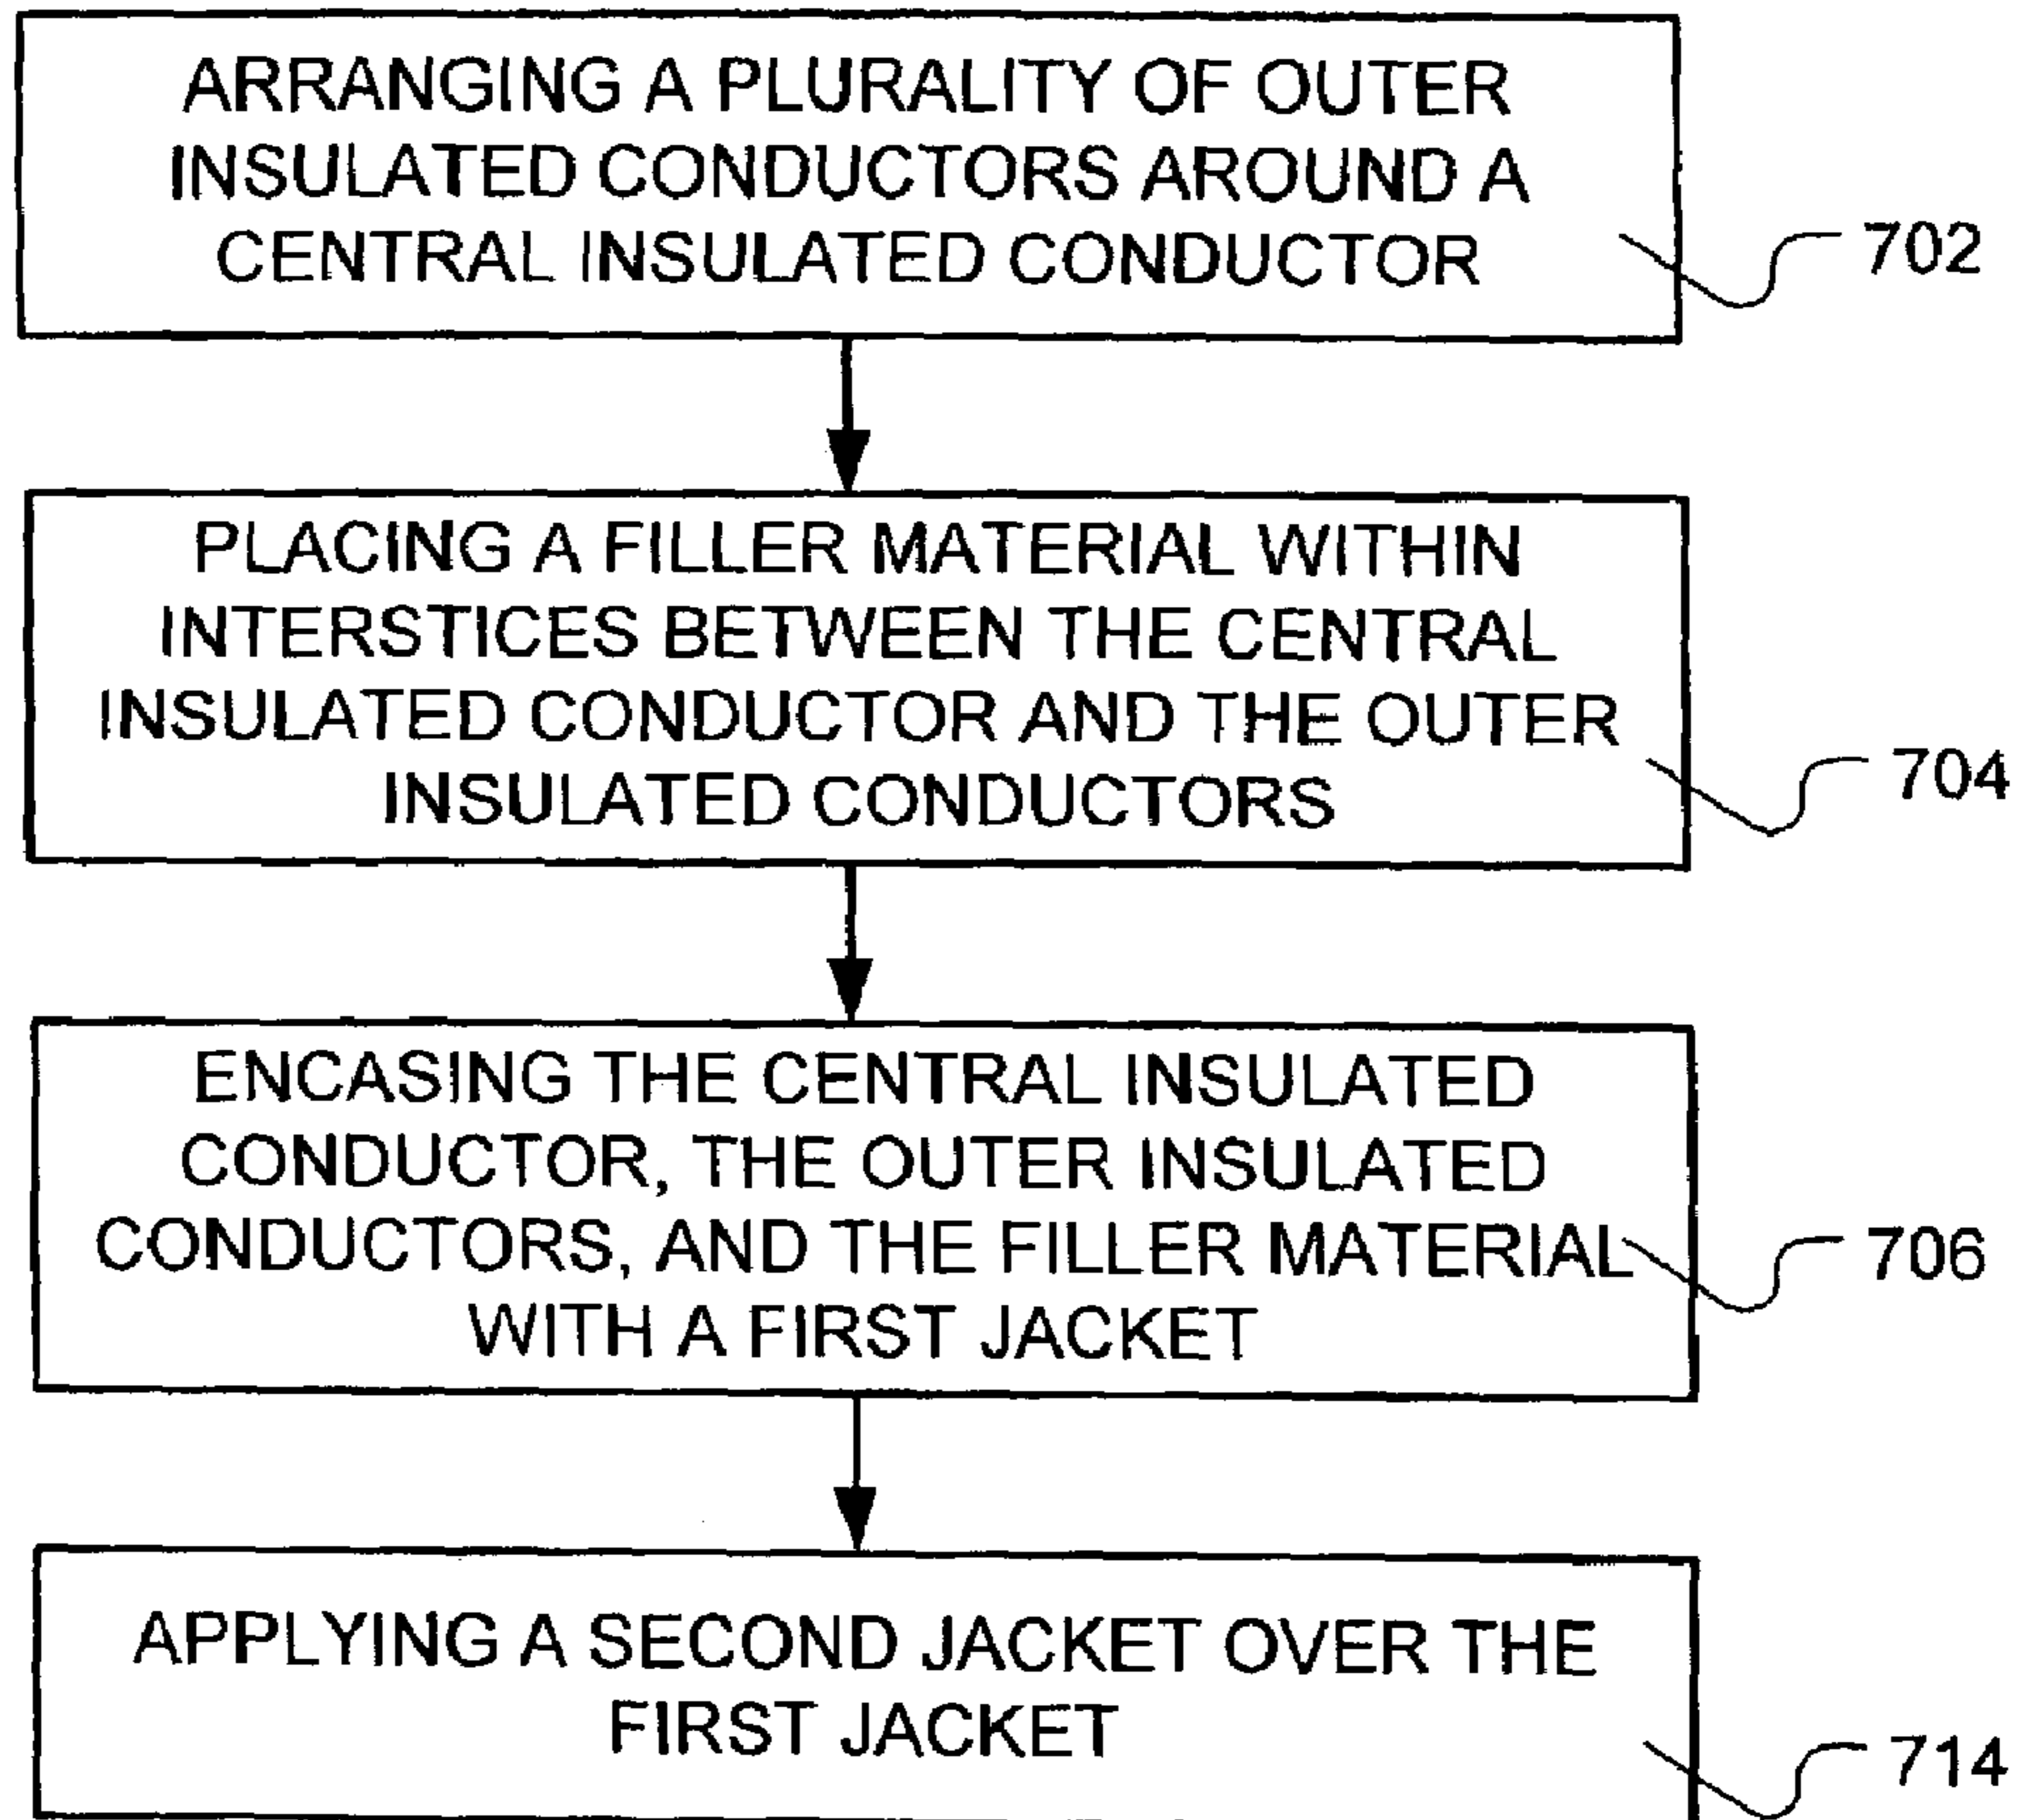 ARRANGING A PLURALITY OF OUTER
INSULATED CONDUCTORS AROUND A
CENTRAL INSULATED CONDUCTOR
702
PLACING A FILLER MATERIAL WITHIN
INTERSTICES BETWEEN THE CENTRAL
INSULATED CONDUCTOR AND THE OUTER
INSULATED CONDUCTORS
704
ENCASING THE CENTRAL INSULATED
CONDUCTOR, THE OUTER INSULATED
CONDUCTORS, AND THE FILLER MATERIAL
WITH A FIRST JACKET
706
APPLYING A SECOND JACKET OVER THE
FIRST JACKET
714